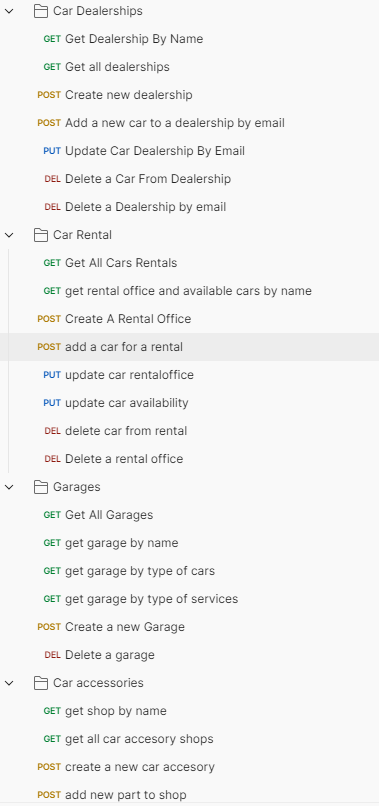 Car Dealerships
GET Get Dealership By Name
GET Get all dealerships
POST Create new dealership
POST Add a new car to a dealership by email
PUT Update Car Dealership By Email
DEL Delete a Car From Dealership
DEL Delete a Dealership by email
Car Rental
GET Get All Cars Rentals
GET get rental office and available cars by name
POST Create A Rental Office
POST add a car for a rental
PUT update car rentaloffice
PUT update car availability
DEL delete car from rental
DEL Delete a rental office
Garages
GET Get All Garages
GET get garage by name
GET get garage by type of cars
GET get garage by type of services
POST Create a new Garage
DEL Delete a garage
Car accessories
GET get shop by name
GET get all car accesory shops
POST create a new car accesory
POST add new part to shop